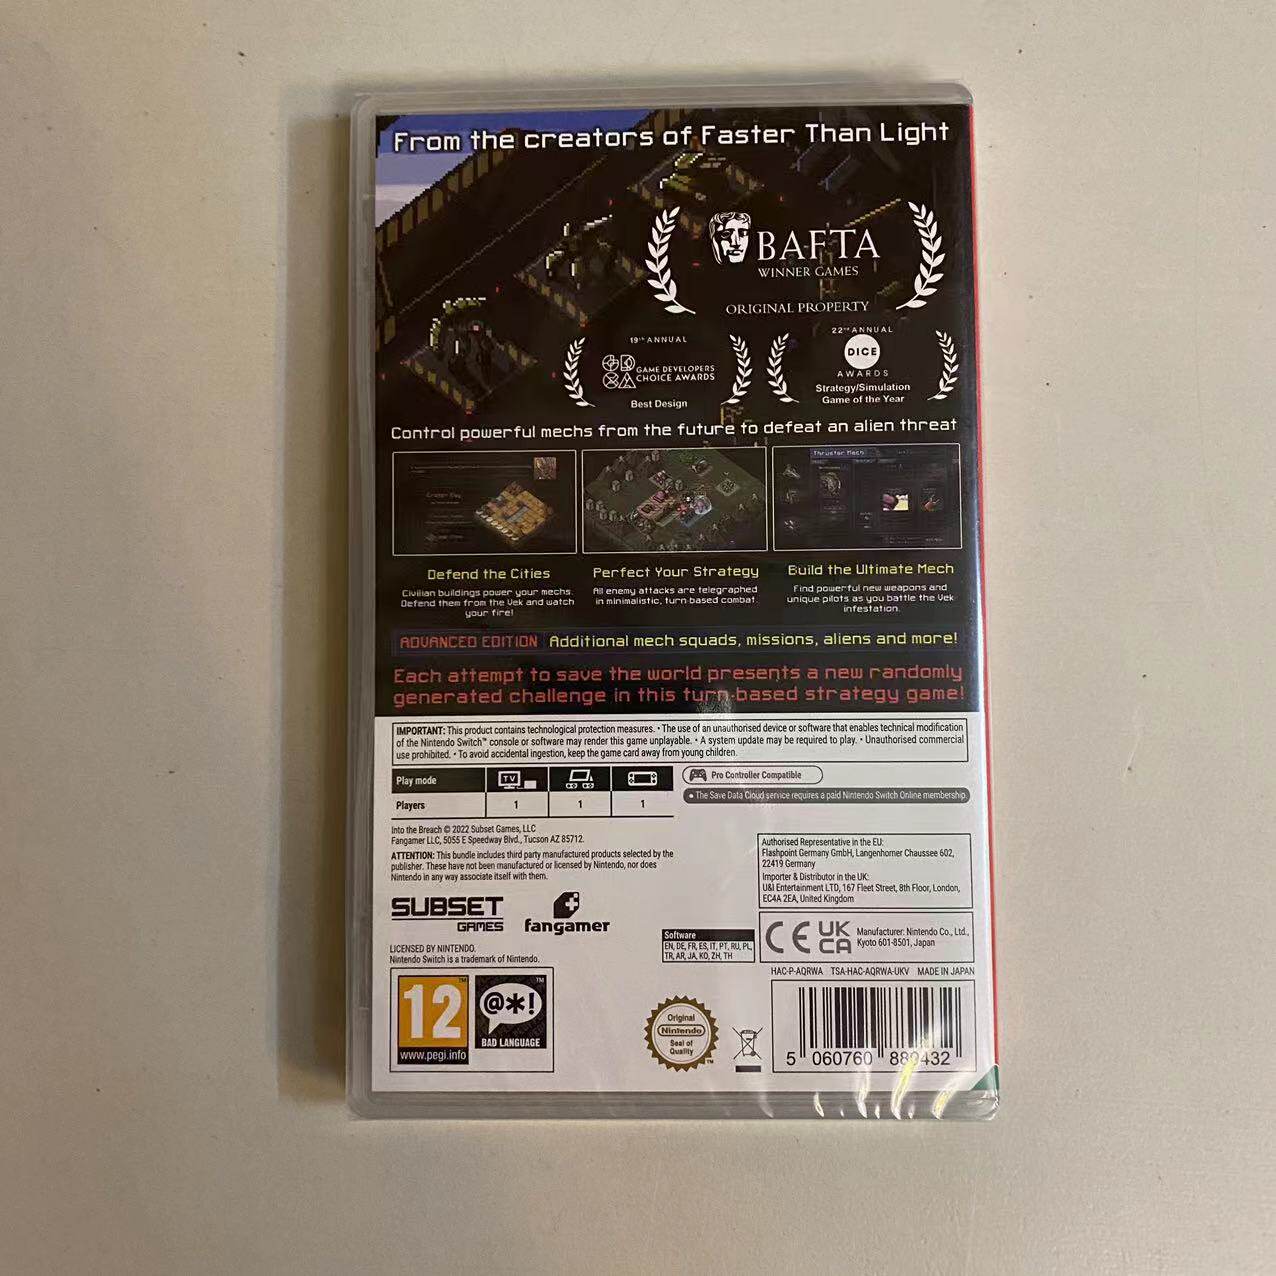 From the creators of Faster Than Light
BAFTA
WINNER GAMES
ORIGINAL PROPERTY
19th ANNUAL
GAME DEVELOPERS
CHOICE AWARDS
Best Design
22nd ANNUAL
DICE
AWARDS
Strategy/Simulation
Game of the Year
Control powerful mechs from the future to defeat an alien threat
Thruster Mech
Defend the Cities
Civilian buildings power your mechs.
Defend them from the Vek and watch
your fire!
Perfect Your Strategy
All enemy attacks are telegraphed
in minimalistic, turn-based combat.
Build the Ultimate Mech
Find powerful new weapons and
unique pilots as you battle the Vek
infestation.
ADVANCED EDITION Additional mech squads, missions, aliens and more!
Each attempt to save the world presents a new randomly
generated challenge in this turn-based strategy game!
IMPORTANT: This product contains technological protection measures. • The use of an unauthorised device or software that enables technical modification
of the Nintendo Switch™ console or software may render this game unplayable. • A system update may be required to play. • Unauthorised commercial
use prohibited. • To avoid accidental ingestion, keep the game card away from young children.
Play mode TV
Players 1 1 1
Pro Controller Compatible
• The Save Data Cloud service requires a paid Nintendo Switch Online membership.
Into the Breach © 2022 Subset Games, LLC
Fangamer LLC, 5055 E Speedway Blvd., Tucson AZ 85712.
ATTENTION: This bundle includes third party manufactured products selected by the
publisher. These have not been manufactured or licensed by Nintendo, nor does
Nintendo in any way associate itself with them.
Authorised Representative in the EU:
Flashpoint Germany GmbH, Langenhorner Chaussee 602,
22419 Germany
Importer & Distributor in the UK:
U&I Entertainment LTD, 167 Fleet Street, 8th Floor, London,
EC4A 2EA, United Kingdom
SUBSET
GAMES
fangamer
Software
EN, DE, FR, ES, IT, PT, RU, PL,
TR, AR, JA, KO, ZH, TH
CE UK
CA
Manufacturer: Nintendo Co., Ltd.,
Kyoto 601-8501, Japan
LICENSED BY NINTENDO.
Nintendo Switch is a trademark of Nintendo.
HAC-P-AQRWA TSA-HAC-AQRWA-UKV MADE IN JAPAN
12 ™
www.pegi.info
@*! ™
BAD LANGUAGE
Original
Nintendo
Seal of
Quality
™
5 060760 889432